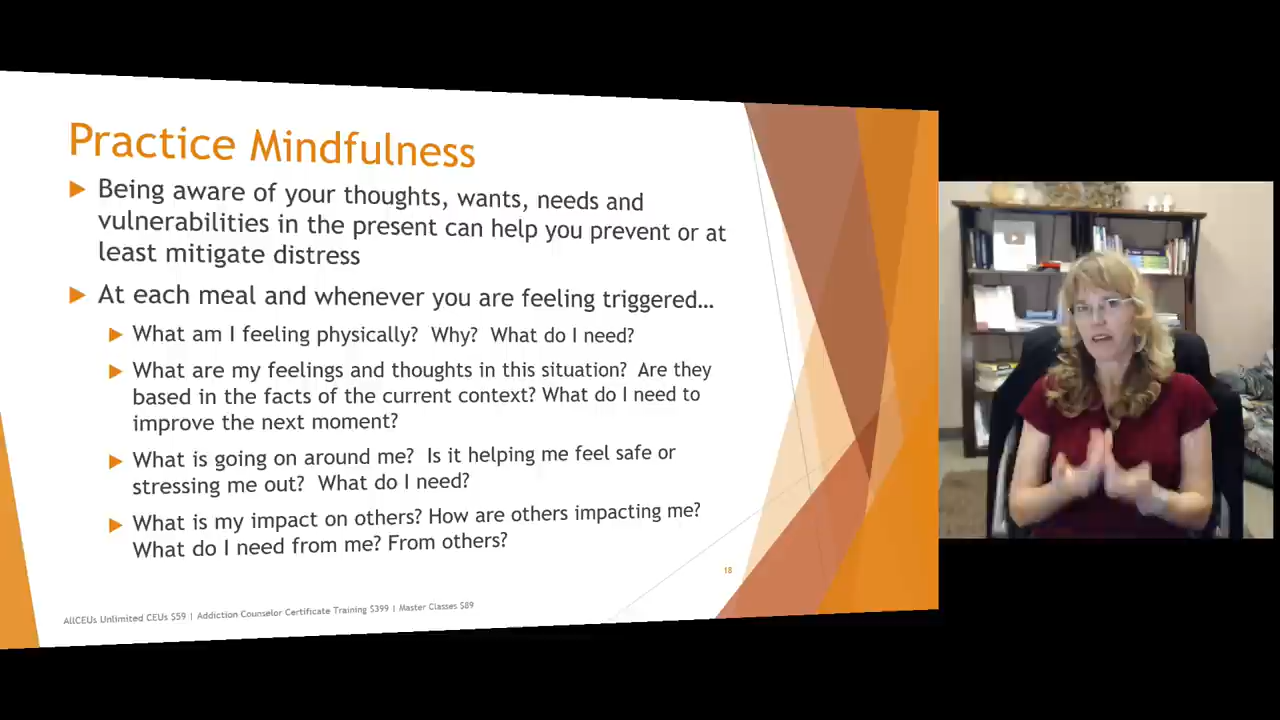 Practice Mindfulness
Being aware of your thoughts, wants, needs and
vulnerabilities in the present can help you prevent or at
least mitigate distress
At each meal and whenever you are feeling triggered…
What am I feeling physically? Why? What do I need?
What are my feelings and thoughts in this situation? Are they
based in the facts of the current context? What do I need to
improve the next moment?
What is going on around me? Is it helping me feel safe or
stressing me out? What do I need?
What is my impact on others? How are others impacting me?
What do I need from me? From others?
18
AllCEUs Unlimited CEUs $59 | Addiction Counselor Certificate Training $399 | Master Classes $89